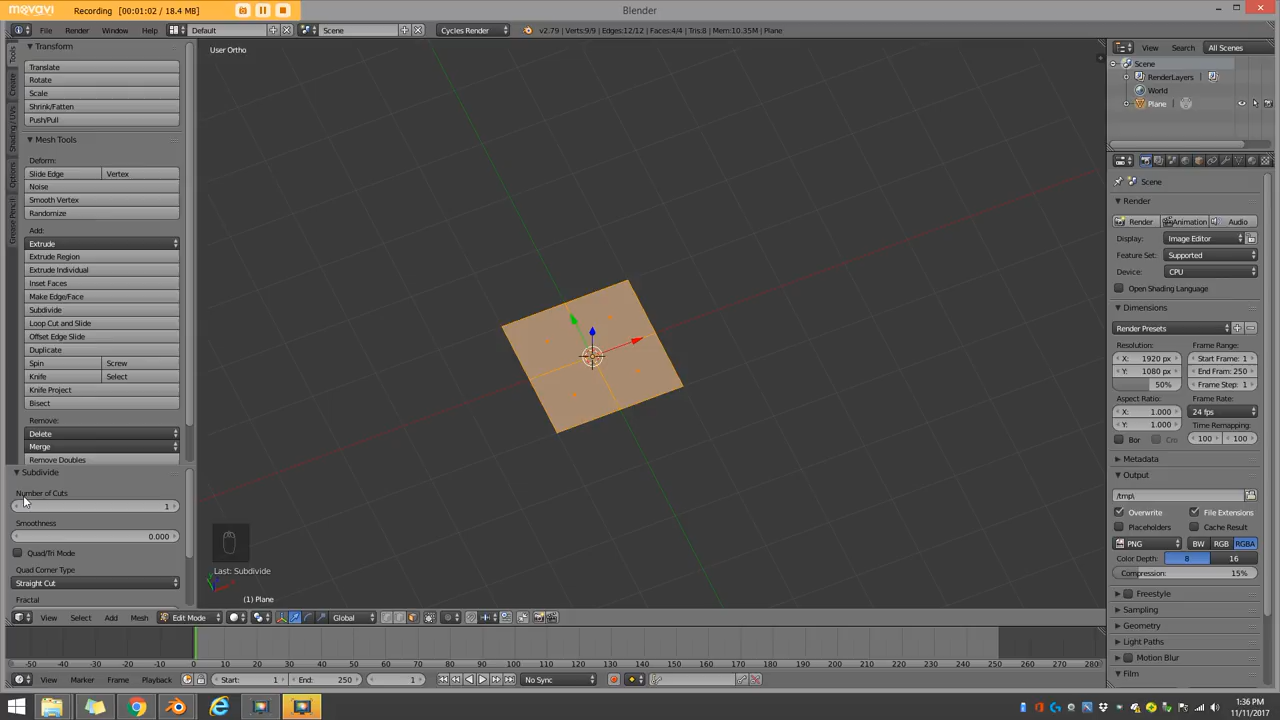 movavi
Recording [ 00:01:02 / 18.4 MB ]
Blender
File Render Window Help Default Scene Cycles Render v2.79 | Verts:9/9 | Edges:12/12 | Faces:4/4 | Tris:8 | Mem:10.35M | Plane
View Search All Scenes
Tools
Create
Shading / UVs
Options
Grease Pencil
Transform
Translate
Rotate
Scale
Shrink/Fatten
Push/Pull
Mesh Tools
Deform:
Slide Edge Vertex
Noise
Smooth Vertex
Randomize
Add:
Extrude
Extrude Region
Extrude Individual
Inset Faces
Make Edge/Face
Subdivide
Loop Cut and Slide
Offset Edge Slide
Duplicate
Spin Screw
Knife Select
Knife Project
Bisect
Remove:
Delete
Merge
Remove Doubles
Subdivide
Number of Cuts
1
Smoothness
0.000
Quad/Tri Mode
Quad Corner Type
Straight Cut
Fractal
User Ortho
Last: Subdivide
(1) Plane
View Select Add Mesh Edit Mode Global
Scene
RenderLayers
World
Plane
Scene
Render
Render Animation Audio
Display: Image Editor
Feature Set: Supported
Device: CPU
Open Shading Language
Dimensions
Render Presets
Resolution: Frame Range:
X: 1920 px Start Frame: 1
Y: 1080 px End Fram: 250
50% Frame Step: 1
Aspect Ratio: Frame Rate:
X: 1.000 24 fps
Y: 1.000 Time Remapping:
Bor Cro 100 100
Metadata
Output
/tmp\
Overwrite File Extensions
Placeholders Cache Result
PNG BW RGB RGBA
Color Depth: 8 16
Compression: 15%
Freestyle
Sampling
Geometry
Light Paths
Motion Blur
Film
-50 -40 -30 -20 -10 0 10 20 30 40 50 60 70 80 90 100 110 120 130 140 150 160 170 180 190 200 210 220 230 240 250 260 270 280
View Marker Frame Playback Start: 1 End: 250 1 No Sync
1:36 PM
11/11/2017